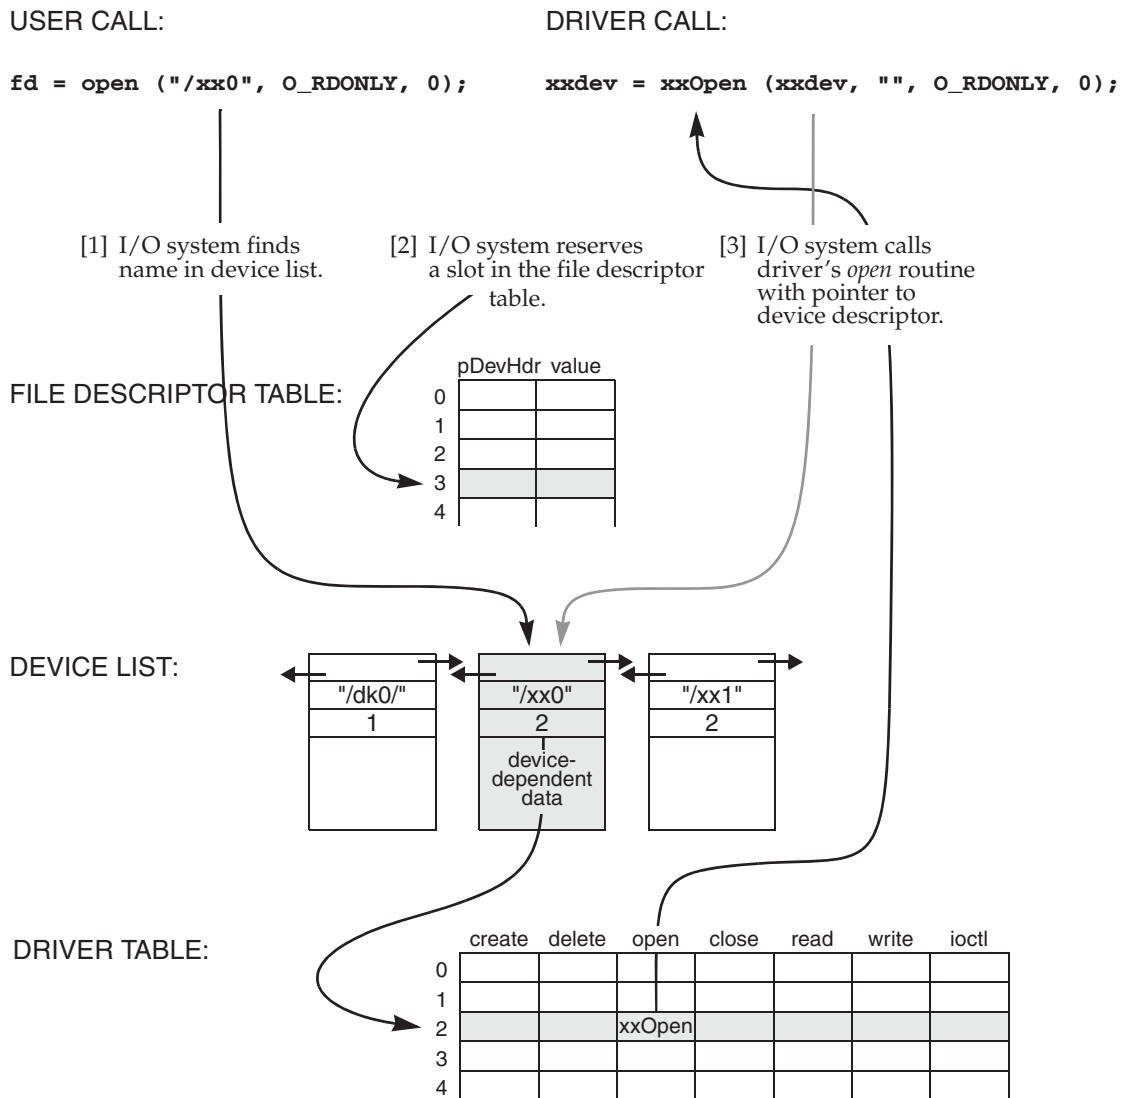 USER CALL:
DRIVER CALL:
fd = open ("/xx0", O_RDONLY, 0);
xxdev = xxOpen (xxdev, "", O_RDONLY, 0);
[1] I/O system finds
name in device list.
[2] I/O system reserves
a slot in the file descriptor
table.
[3] I/O system calls
driver's open routine
with pointer to
device descriptor.
FILE DESCRIPTOR TABLE:
pDevHdr value
0
1
2
3
4
DEVICE LIST:
"/dk0/"
1
"/xx0"
2
device-
dependent
data
"/xx1"
2
DRIVER TABLE:
create delete open close read write ioctl
0
1
2 xxOpen
3
4